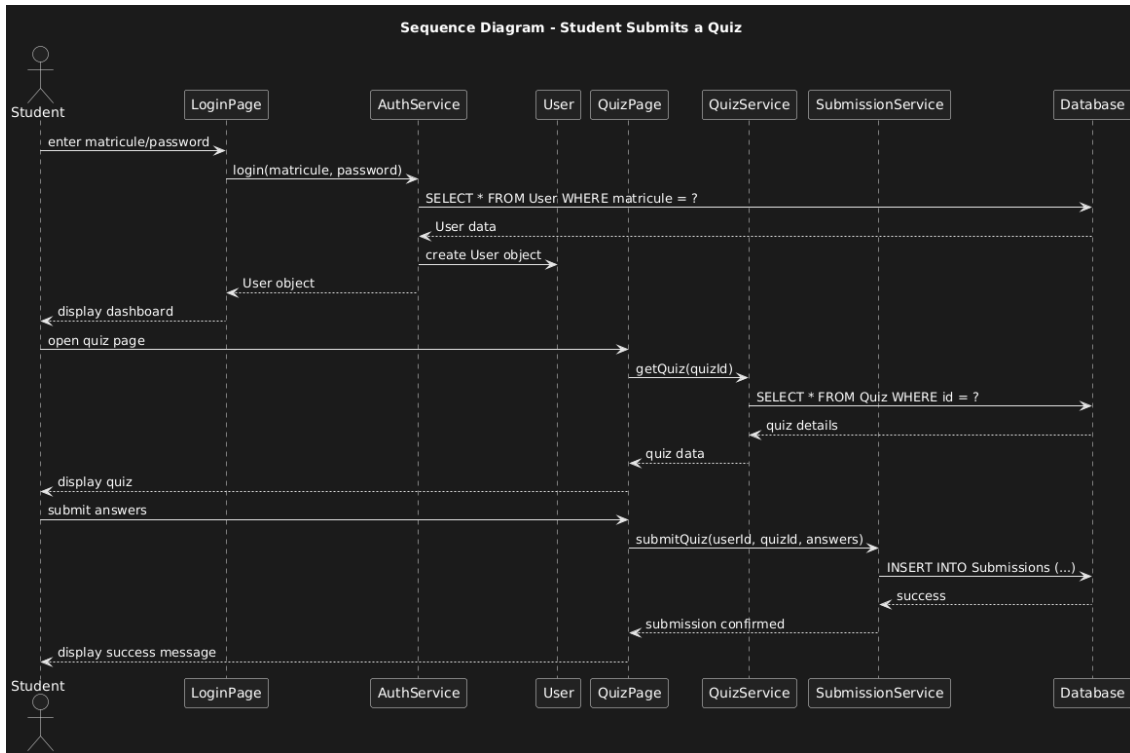 Sequence Diagram - Student Submits a Quiz
Student
LoginPage AuthService User QuizPage QuizService SubmissionService Database
enter matricule/password
login(matricule, password)
SELECT * FROM User WHERE matricule = ?
User data
create User object
User object
display dashboard
open quiz page
getQuiz(quizId)
SELECT * FROM Quiz WHERE id = ?
quiz details
quiz data
display quiz
submit answers
submitQuiz(userId, quizId, answers)
INSERT INTO Submissions (...)
success
submission confirmed
display success message
Student
LoginPage AuthService User QuizPage QuizService SubmissionService Database